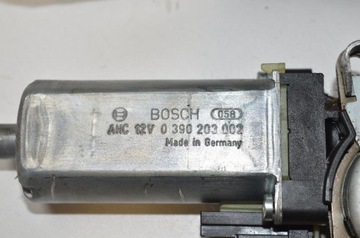 BOSCH 058
AHC 12V 0 390 203 002
Made in Germany